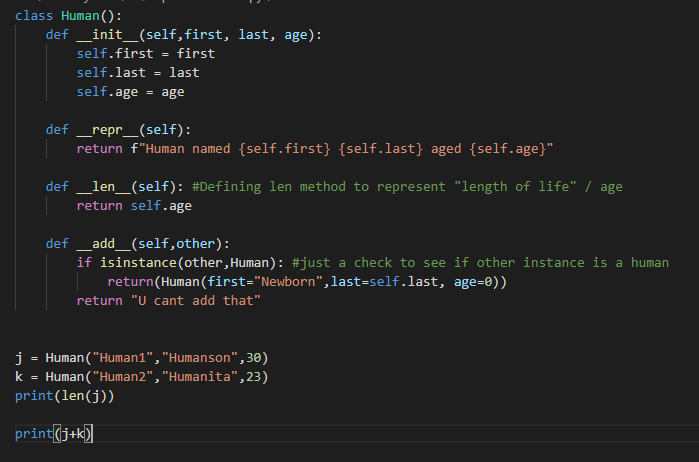 class Human():
    def __init__(self,first, last, age):
        self.first = first
        self.last = last
        self.age = age
    def __repr__(self):
        return f"Human named {self.first} {self.last} aged {self.age}"
    def __len__(self): #Defining len method to represent "length of life" / age
        return self.age
    def __add__(self,other):
        if isinstance(other,Human): #just a check to see if other instance is a human
            return(Human(first="Newborn",last=self.last, age=0))
        return "U cant add that"
j = Human("Human1","Humanson",30)
k = Human("Human2","Humanita",23)
print(len(j))
print(j+k)